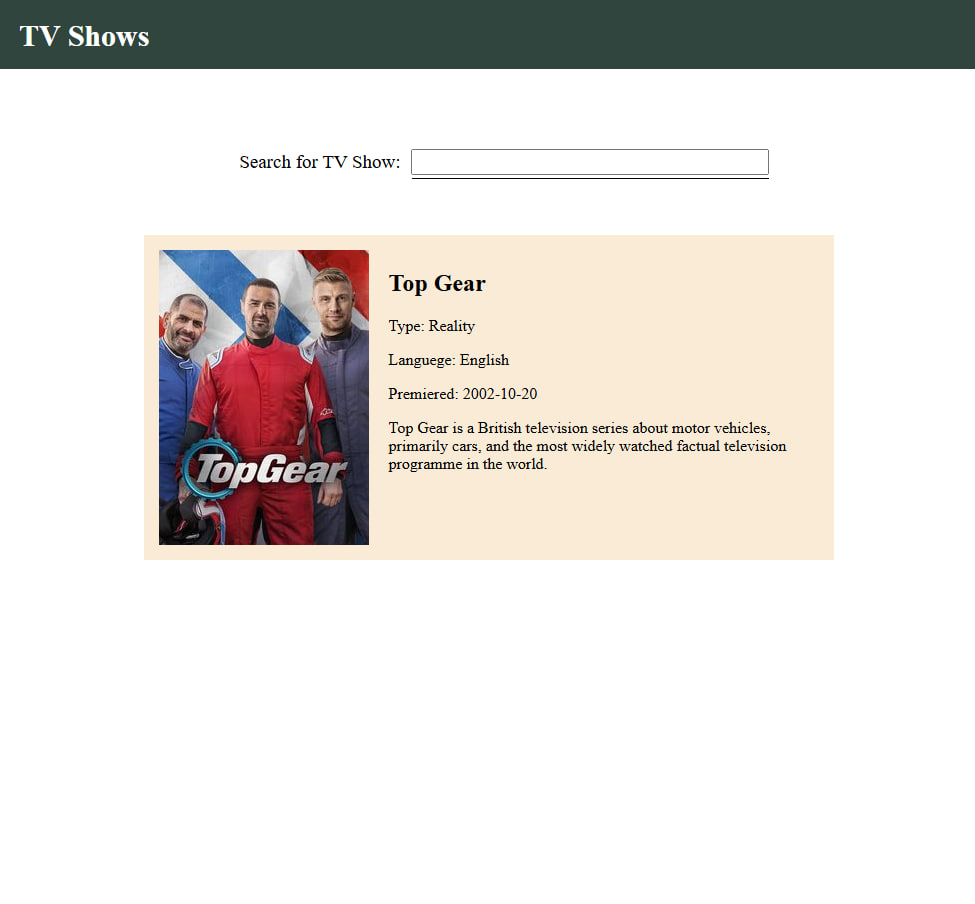 TV Shows
Search for TV Show:
Top Gear
Type: Reality
Languege: English
Premiered: 2002-10-20
Top Gear is a British television series about motor vehicles,
primarily cars, and the most widely watched factual television
programme in the world.
TopGear